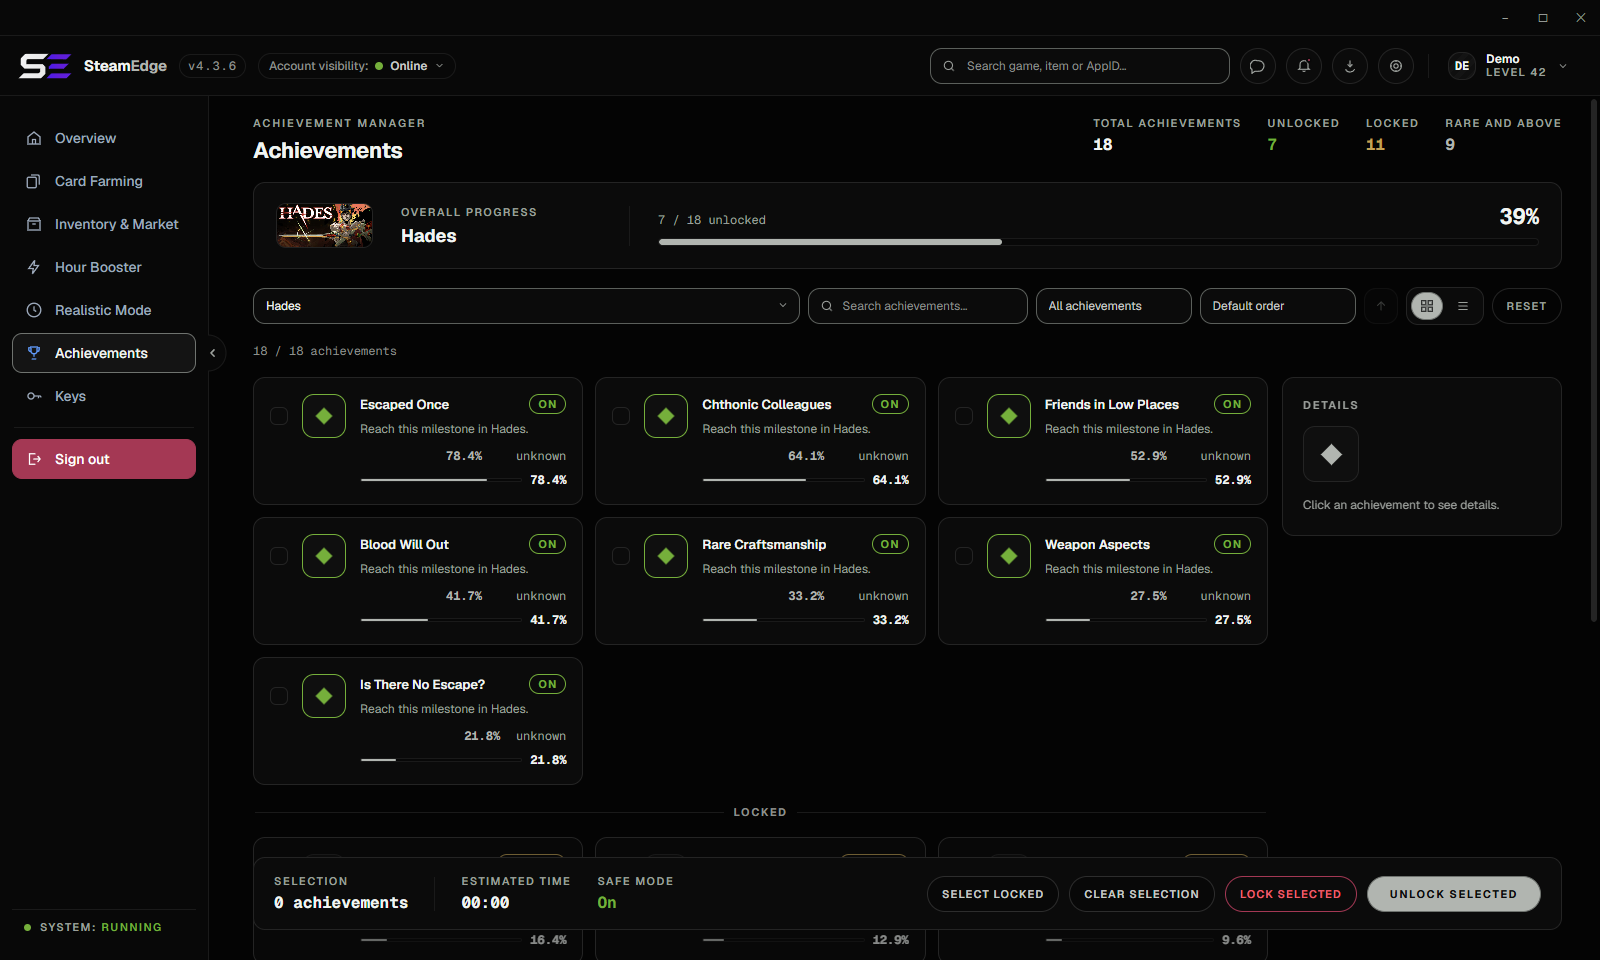 SE SteamEdge v4.3.6 Account visibility: Online
Search game, item or AppID...
DE Demo
LEVEL 42
Overview
Card Farming
Inventory & Market
Hour Booster
Realistic Mode
Achievements
Keys
Sign out
SYSTEM: RUNNING
ACHIEVEMENT MANAGER
Achievements
TOTAL ACHIEVEMENTS
18
UNLOCKED
7
LOCKED
11
RARE AND ABOVE
9
HADES
OVERALL PROGRESS
Hades
7 / 18 unlocked
39%
Hades
Search achievements...
All achievements
Default order
RESET
18 / 18 achievements
Escaped Once ON
Reach this milestone in Hades.
78.4% unknown
78.4%
Chthonic Colleagues ON
Reach this milestone in Hades.
64.1% unknown
64.1%
Friends in Low Places ON
Reach this milestone in Hades.
52.9% unknown
52.9%
Blood Will Out ON
Reach this milestone in Hades.
41.7% unknown
41.7%
Rare Craftsmanship ON
Reach this milestone in Hades.
33.2% unknown
33.2%
Weapon Aspects ON
Reach this milestone in Hades.
27.5% unknown
27.5%
Is There No Escape? ON
Reach this milestone in Hades.
21.8% unknown
21.8%
DETAILS
Click an achievement to see details.
LOCKED
SELECTION
0 achievements
ESTIMATED TIME
00:00
SAFE MODE
On
SELECT LOCKED
CLEAR SELECTION
LOCK SELECTED
UNLOCK SELECTED
16.4%
12.9%
9.6%